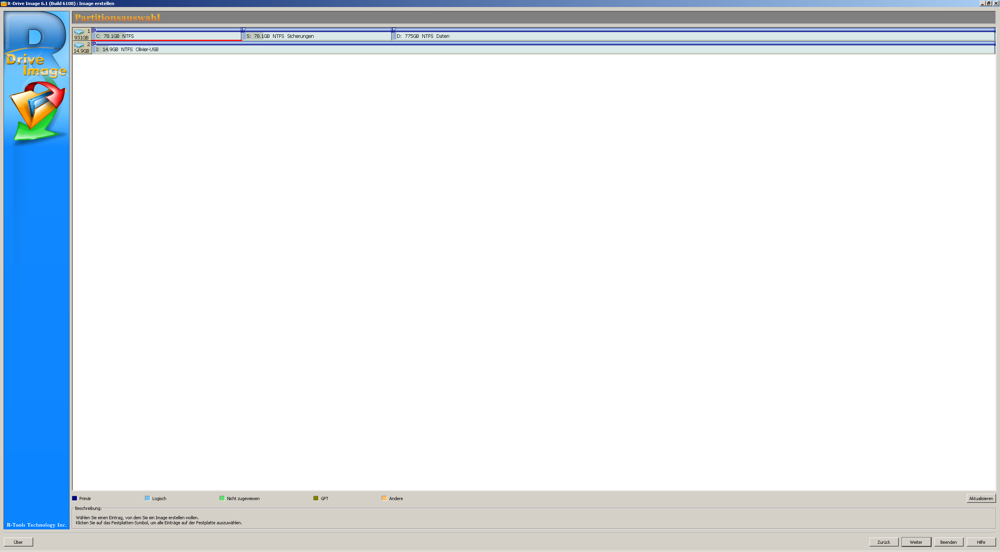 R-Drive Image 6.1 (Build 6108) : Image erstellen
Drive
Image
R-Tools Technology Inc.
Partitionsauswahl
1
931GB
C: 78.1GB NTFS
S: 78.1GB NTFS Sicherungen
D: 775GB NTFS Daten
2
14.9GB
I: 14.9GB NTFS Olivier-USB
Primär
Logisch
Nicht zugewiesen
GPT
Andere
Aktualisieren
Beschreibung:
Wählen Sie einen Eintrag, von dem Sie ein Image erstellen wollen.
Klicken Sie auf das Festplatten-Symbol, um alle Einträge auf der Festplatte auszuwählen.
Über
Zurück
Weiter
Beenden
Hilfe